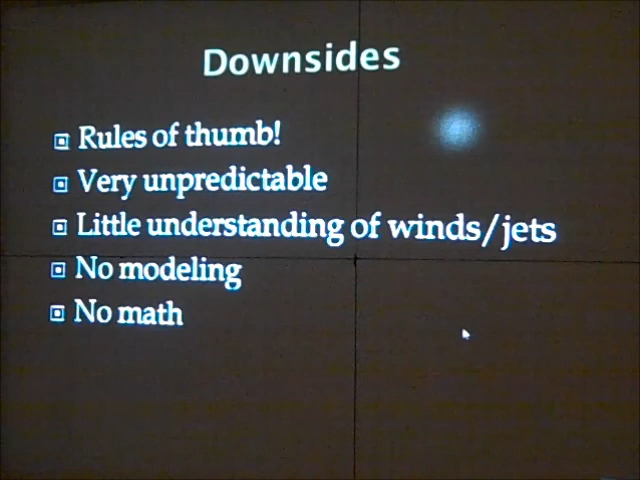 Downsides
Rules of thumb!
Very unpredictable
Little understanding of winds/jets
No modeling
No math